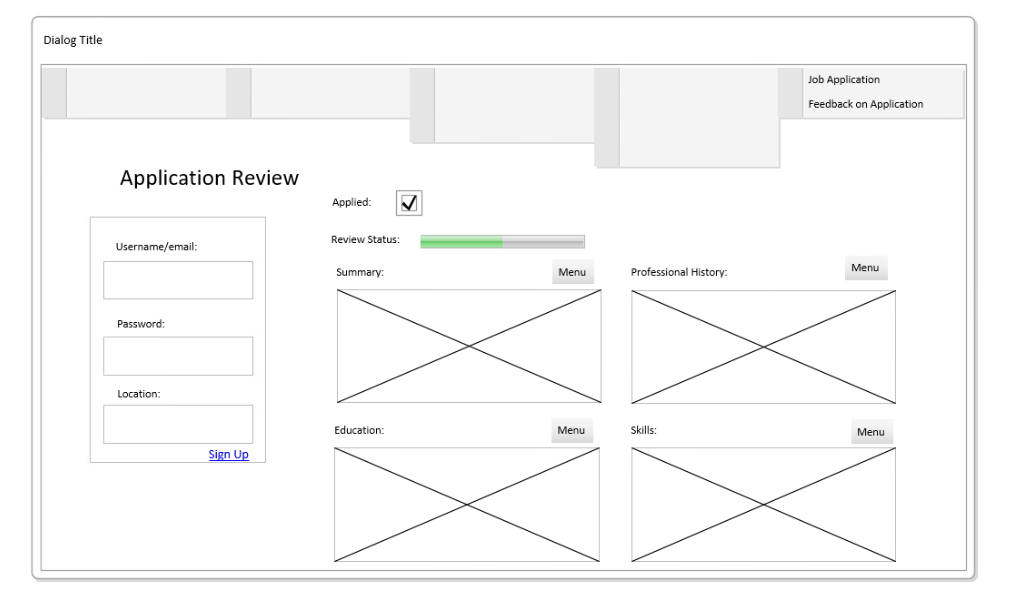 Dialog Title
Job Application
Feedback on Application
Application Review
Applied:
Review Status:
Username/email:
Password:
Location:
Sign Up
Summary:
Menu
Professional History:
Menu
Education:
Menu
Skills:
Menu